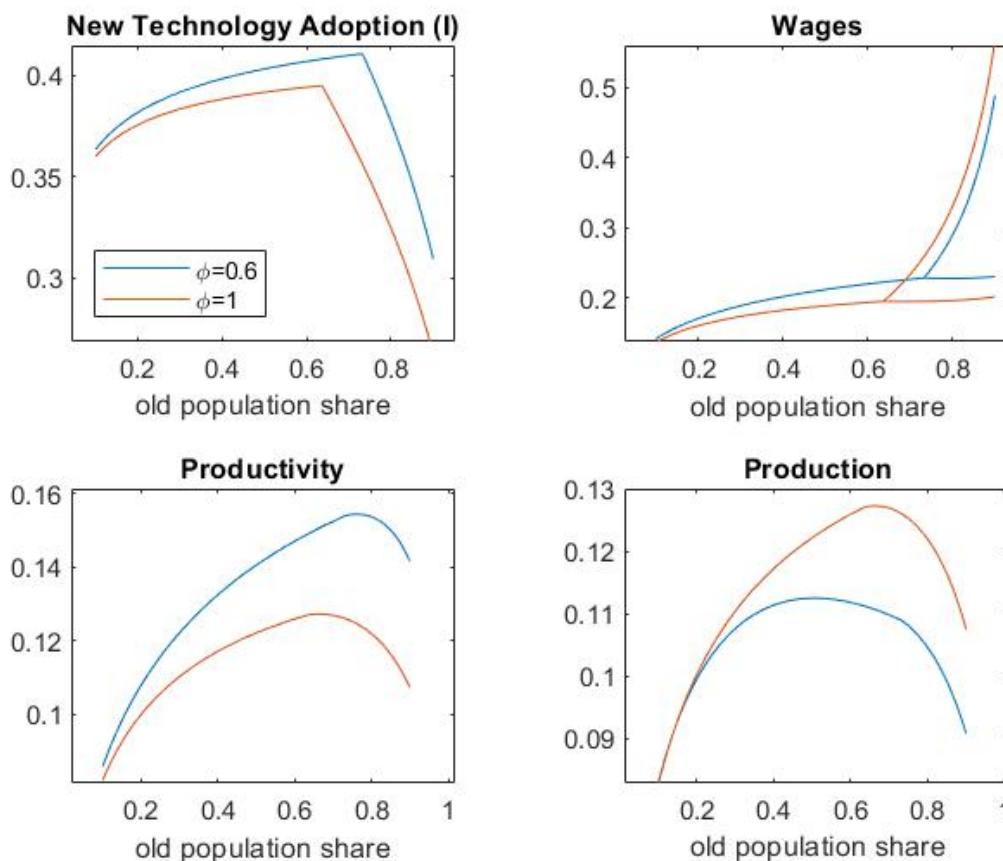 New Technology Adoption (I)
0.4
0.35
0.3
ϕ=0.6
ϕ=1
0.2 0.4 0.6 0.8
old population share
Wages
0.5
0.4
0.3
0.2
0.2 0.4 0.6 0.8
old population share
Productivity
0.16
0.14
0.12
0.1
0.2 0.4 0.6 0.8 1
old population share
Production
0.13
0.12
0.11
0.1
0.09
0.2 0.4 0.6 0.8 1
old population share